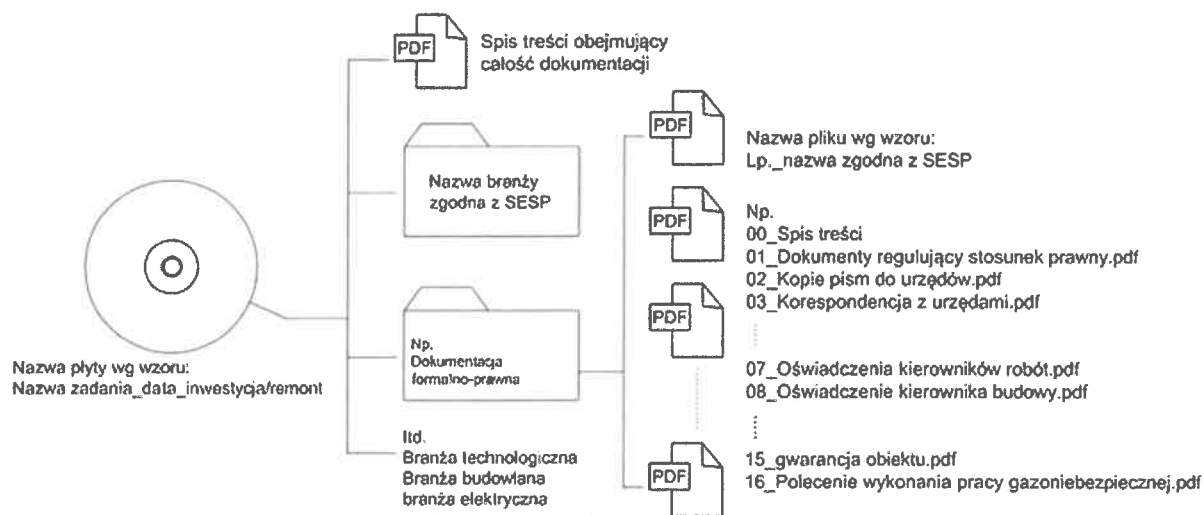 PDF
Spis treści obejmujący
całość dokumentacji
Nazwa branży
zgodna z SESP
Np.
Dokumentacja
formalno-prawna
Itd.
Branża technologiczna
Branża budowlana
branża elektryczna
Nazwa płyty wg wzoru:
Nazwa zadania_data_inwestycja/remont
PDF
Nazwa pliku wg wzoru:
Lp._nazwa zgodna z SESP
PDF
Np.
00_Spis treści
01_Dokumenty regulujący stosunek prawny.pdf
02_Kopie pism do urzędów.pdf
03_Korespondencja z urzędami.pdf
PDF
07_Oświadczenia kierowników robót.pdf
08_Oświadczenie kierownika budowy.pdf
PDF
15_gwarancja obiektu.pdf
16_Polecenie wykonania pracy gazoniebezpiecznej.pdf